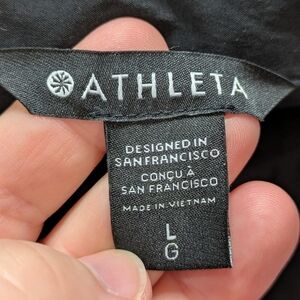 ATHLETA
DESIGNED IN
SAN FRANCISCO
CONÇU À
SAN FRANCISCO
MADE IN VIETNAM
L
G